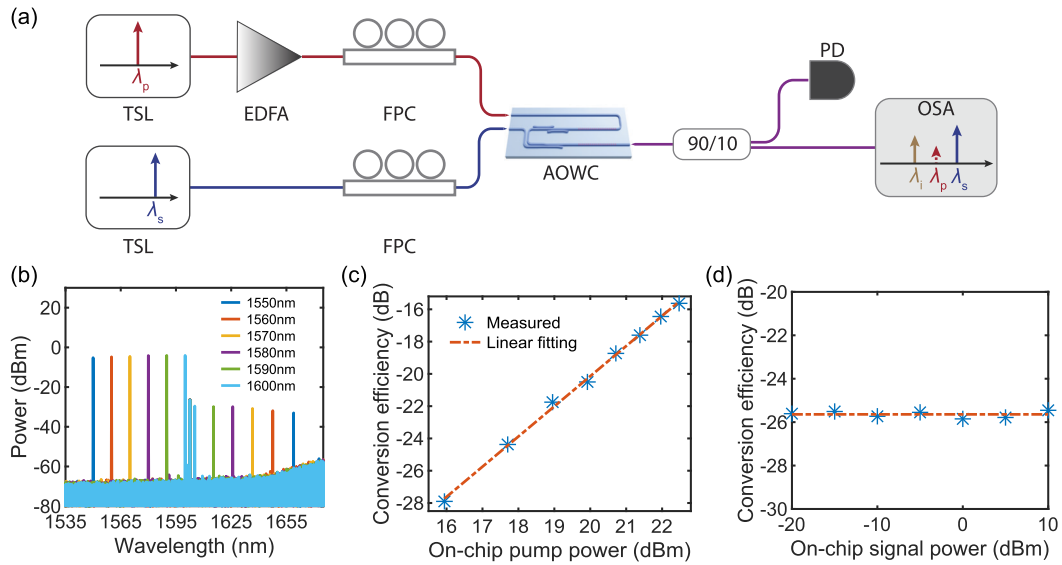 (a)
λp
TSL
EDFA
FPC
PD
OSA
λi λp λs
AOWC
90/10
λs
TSL
FPC
(b)
Power (dBm)
20
0
-20
-40
-60
-80
1535 1565 1595 1625 1655
Wavelength (nm)
1550nm
1560nm
1570nm
1580nm
1590nm
1600nm
(c)
Conversion efficiency (dB)
-16
-18
-20
-22
-24
-26
-28
16 17 18 19 20 21 22
On-chip pump power (dBm)
Measured
Linear fitting
(d)
Conversion efficiency (dB)
-20
-22
-24
-26
-28
-30
-20 -10 0 10
On-chip signal power (dBm)